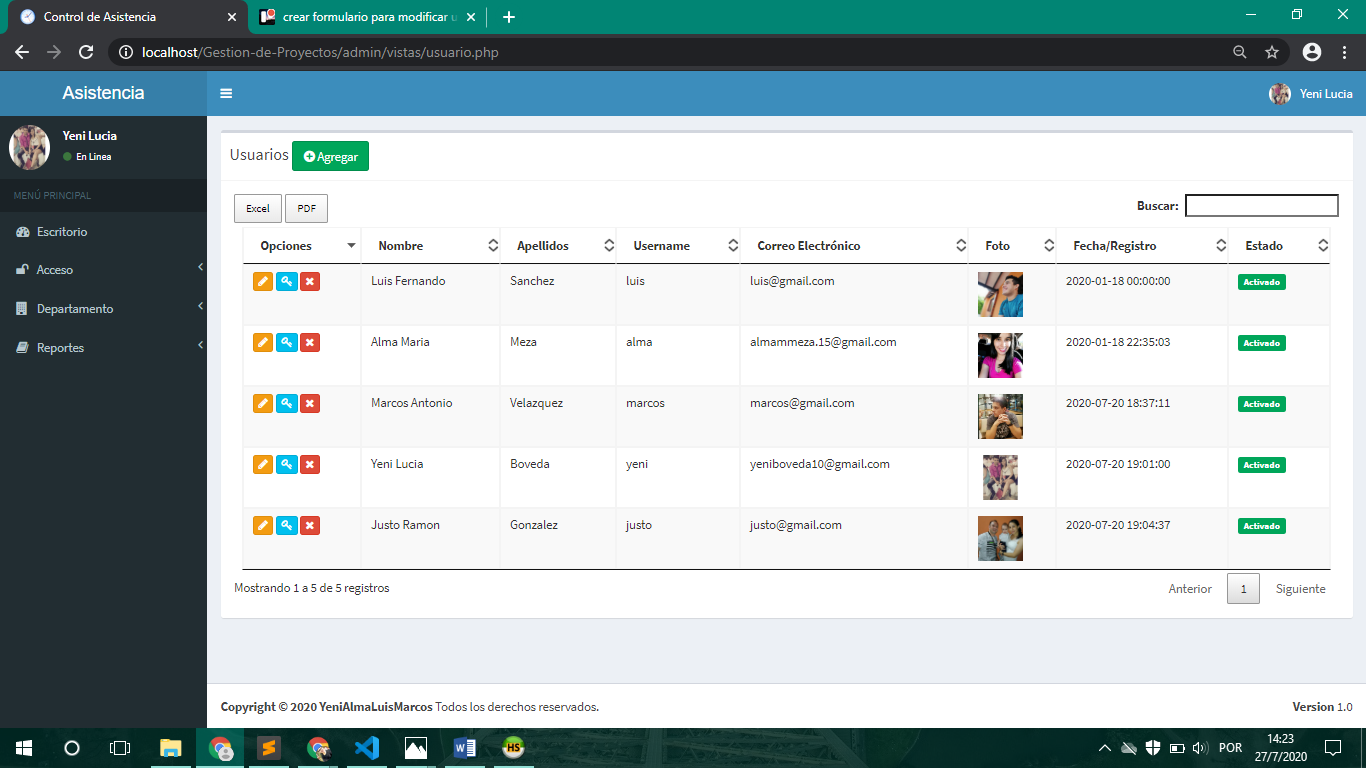 Control de Asistencia
crear formulario para modificar u
localhost/Gestion-de-Proyectos/admin/vistas/usuario.php
Asistencia
Yeni Lucia
Yeni Lucia
En Linea
MENÚ PRINCIPAL
Escritorio
Acceso
Departamento
Reportes
Usuarios Agregar
Excel PDF Buscar:
Opciones Nombre Apellidos Username Correo Electrónico Foto Fecha/Registro Estado
Luis Fernando Sanchez luis luis@gmail.com 2020-01-18 00:00:00 Activado
Alma Maria Meza alma almammeza.15@gmail.com 2020-01-18 22:35:03 Activado
Marcos Antonio Velazquez marcos marcos@gmail.com 2020-07-20 18:37:11 Activado
Yeni Lucia Boveda yeni yeniboveda10@gmail.com 2020-07-20 19:01:00 Activado
Justo Ramon Gonzalez justo justo@gmail.com 2020-07-20 19:04:37 Activado
Mostrando 1 a 5 de 5 registros Anterior 1 Siguiente
Copyright © 2020 YeniAlmaLuisMarcos Todos los derechos reservados. Version 1.0
HS
POR
14:23
27/7/2020